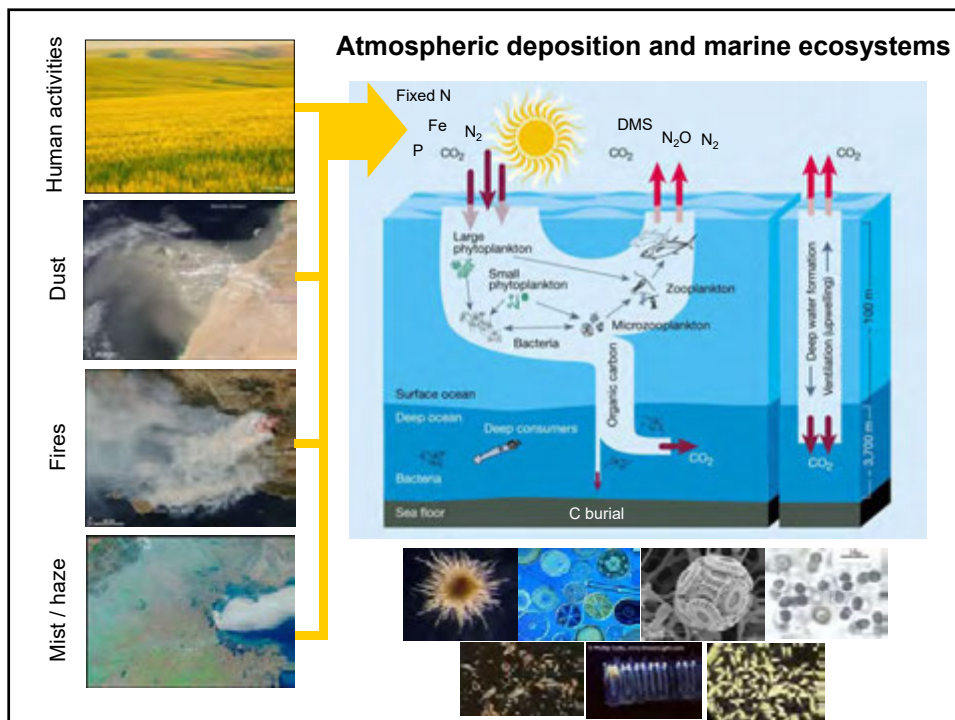 Atmospheric deposition and marine ecosystems
Human activities
Dust
Fires
Mist / haze
Fixed N
Fe
N2
P
CO2
DMS
N2O
N2
CO2
CO2
Large
phytoplankton
Small
phytoplankton
Zooplankton
Microzooplankton
Bacteria
Organic carbon
Surface ocean
Deep ocean
Deep consumers
Bacteria
CO2
Sea floor
C burial
Deep water formation
Ventilation (upwelling)
~ 100 m
~ 3,700 m
CO2